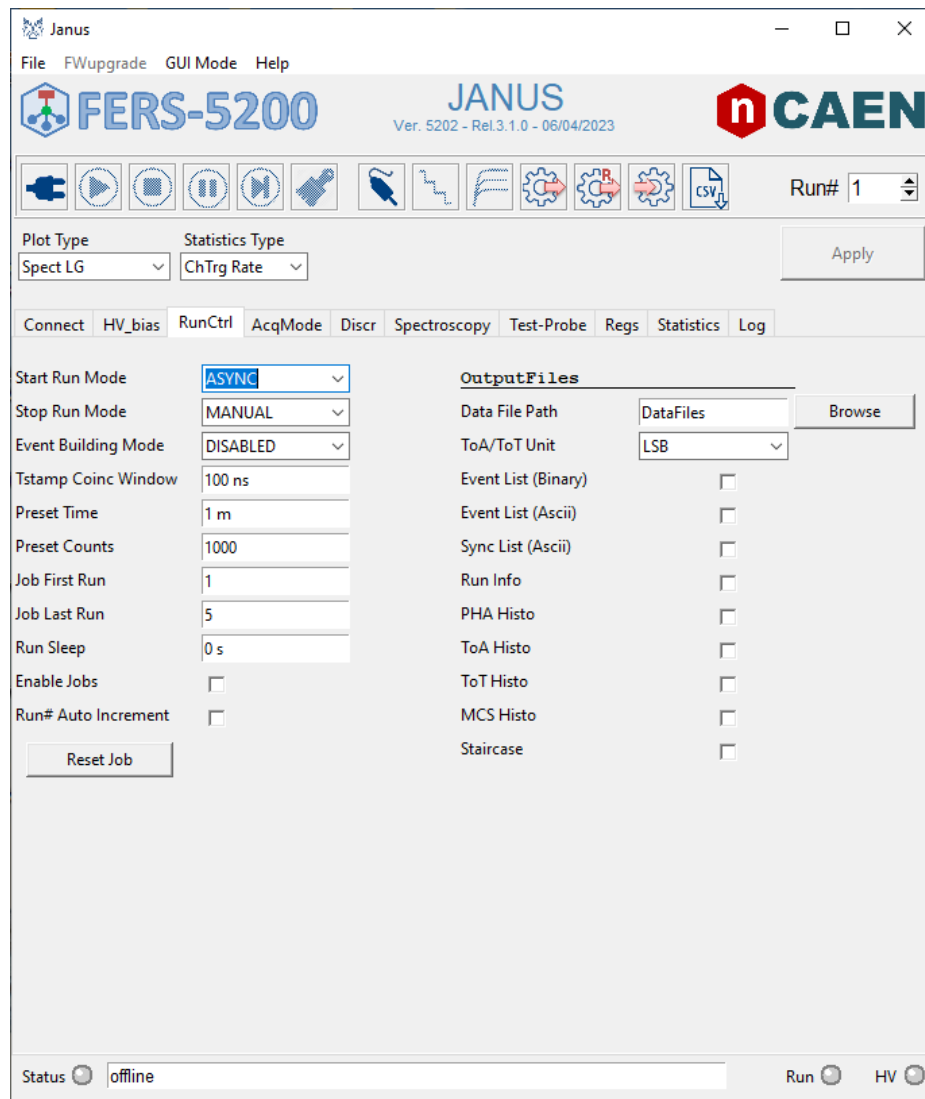 Janus
File FWupgrade GUI Mode Help
FERS-5200
JANUS
Ver. 5202 - Rel.3.1.0 - 06/04/2023
n CAEN
R
CSV
Run# 1
Plot Type
Statistics Type
Spect LG
ChTrg Rate
Apply
Connect HV_bias RunCtrl AcqMode Discr Spectroscopy Test-Probe Regs Statistics Log
Start Run Mode ASYNC
Stop Run Mode MANUAL
Event Building Mode DISABLED
Tstamp Coinc Window 100 ns
Preset Time 1 m
Preset Counts 1000
Job First Run 1
Job Last Run 5
Run Sleep 0 s
Enable Jobs
Run# Auto Increment
Reset Job
OutputFiles
Data File Path DataFiles Browse
ToA/ToT Unit LSB
Event List (Binary)
Event List (Ascii)
Sync List (Ascii)
Run Info
PHA Histo
ToA Histo
ToT Histo
MCS Histo
Staircase
Status offline Run HV